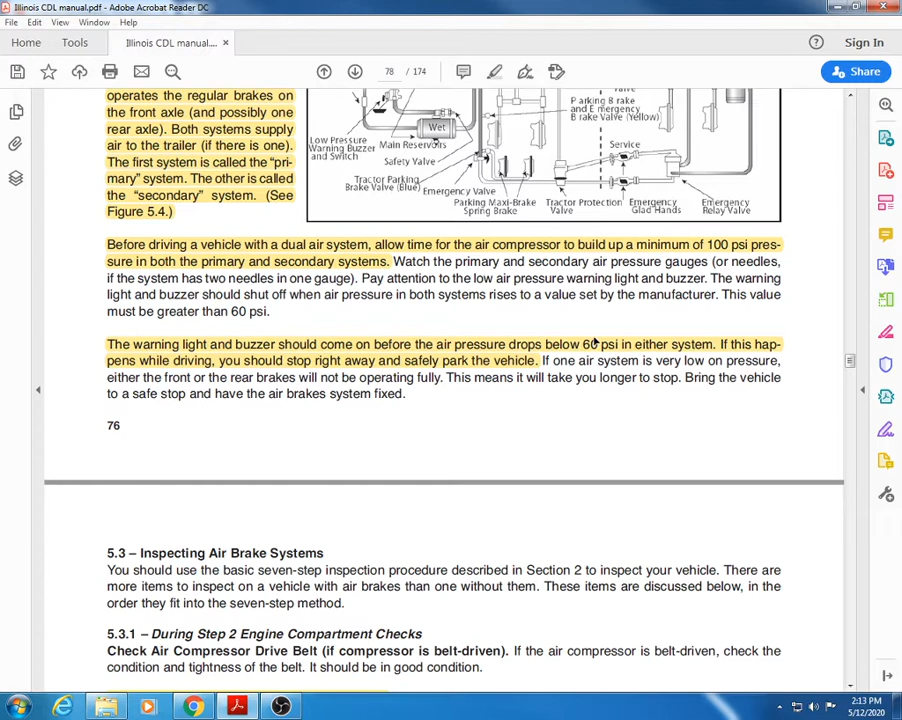 Illinois CDL manual.pdf - Adobe Acrobat Reader DC
File Edit View Window Help
Home Tools Illinois CDL manual.... × Sign In
78 / 174 Share
operates the regular brakes on
the front axle (and possibly one
rear axle). Both systems supply
air to the trailer (if there is one).
The first system is called the “pri-
mary” system. The other is called
the “secondary” system. (See
Figure 5.4.)
Valve
Parking Brake and Emergency
Brake Valve (Yellow)
Wet
Low Pressure
Warning Buzzer
and Switch
Main Reservoirs
Service
Safety Valve
Tractor Parking
Brake Valve (Blue)
Emergency Valve
Parking Maxi-Brake
Spring Brake
Tractor Protection
Valve
Emergency
Glad Hands
Emergency
Relay Valve
Before driving a vehicle with a dual air system, allow time for the air compressor to build up a minimum of 100 psi pres-
sure in both the primary and secondary systems. Watch the primary and secondary air pressure gauges (or needles,
if the system has two needles in one gauge). Pay attention to the low air pressure warning light and buzzer. The warning
light and buzzer should shut off when air pressure in both systems rises to a value set by the manufacturer. This value
must be greater than 60 psi.
The warning light and buzzer should come on before the air pressure drops below 60 psi in either system. If this hap-
pens while driving, you should stop right away and safely park the vehicle. If one air system is very low on pressure,
either the front or the rear brakes will not be operating fully. This means it will take you longer to stop. Bring the vehicle
to a safe stop and have the air brakes system fixed.
76
5.3 – Inspecting Air Brake Systems
You should use the basic seven-step inspection procedure described in Section 2 to inspect your vehicle. There are
more items to inspect on a vehicle with air brakes than one without them. These items are discussed below, in the
order they fit into the seven-step method.
5.3.1 – During Step 2 Engine Compartment Checks
Check Air Compressor Drive Belt (if compressor is belt-driven). If the air compressor is belt-driven, check the
condition and tightness of the belt. It should be in good condition.
2:13 PM
5/12/2020